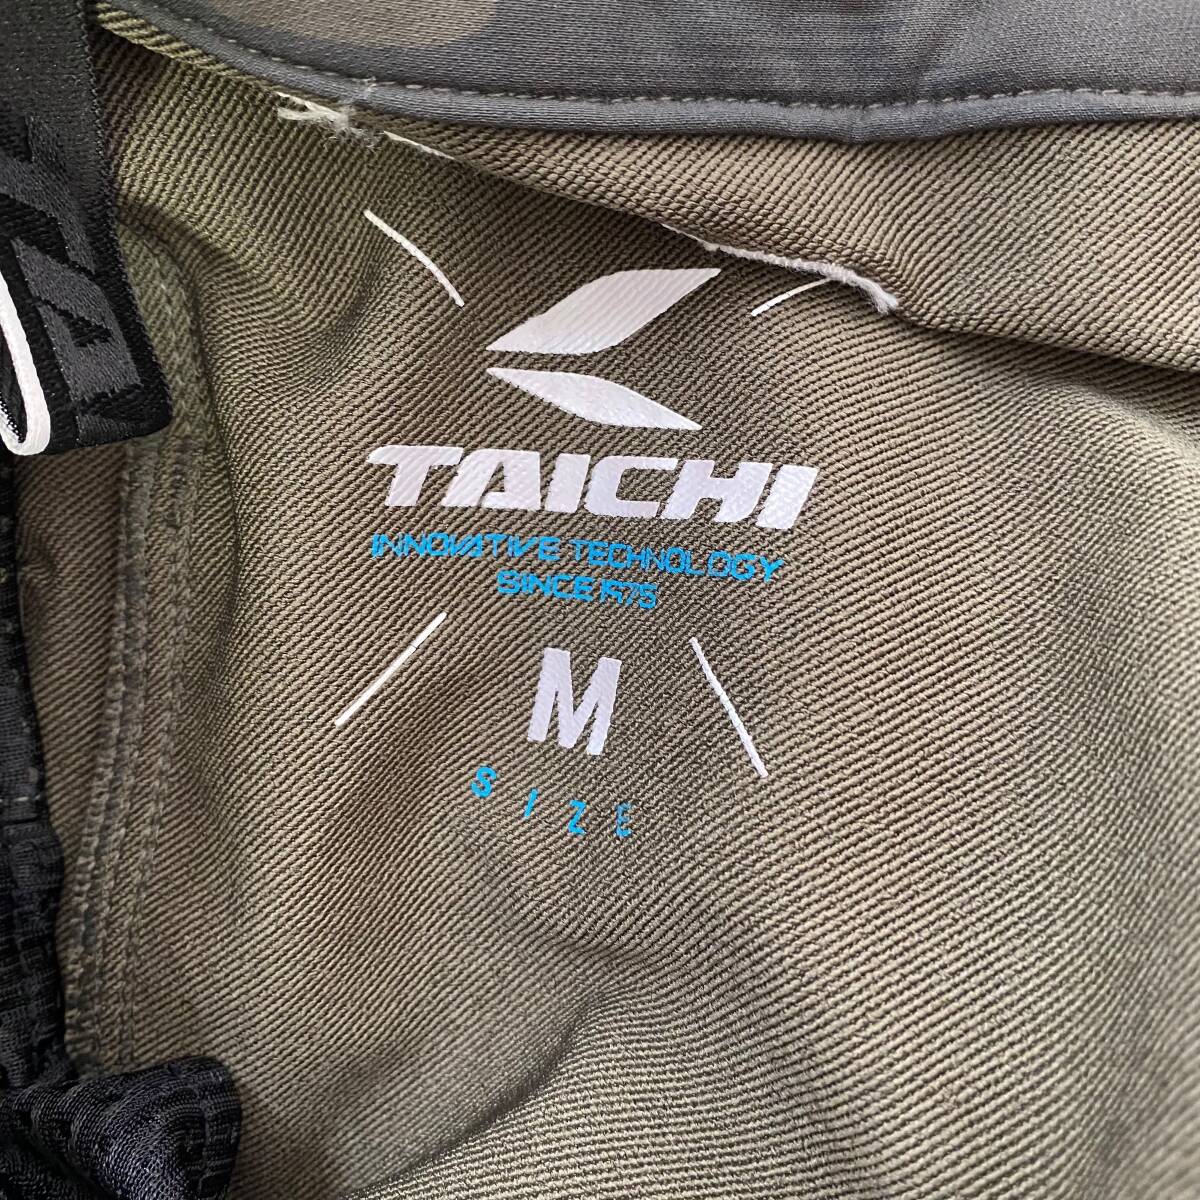 TAICHI
INNOVATIVE TECHNOLOGY
SINCE 1975
M
SIZE